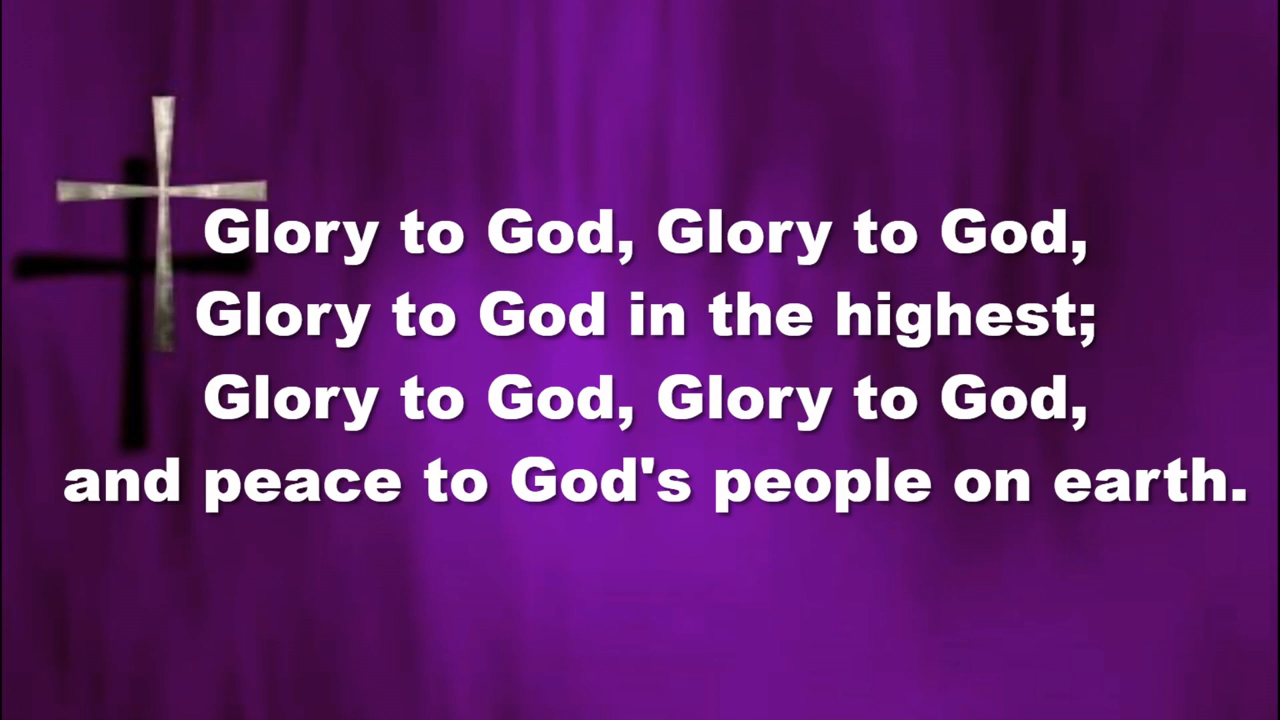 Glory to God, Glory to God,
Glory to God in the highest;
Glory to God, Glory to God,
and peace to God's people on earth.